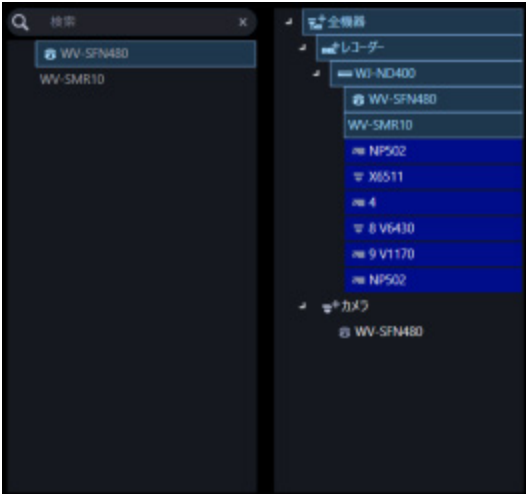 検索
WV-SFN480
WV-SMR10
全機器
レコーダー
WJ-ND400
WV-SFN480
WV-SMR10
NP502
X6511
4
8 V6430
9 V1170
NP502
カメラ
WV-SFN480